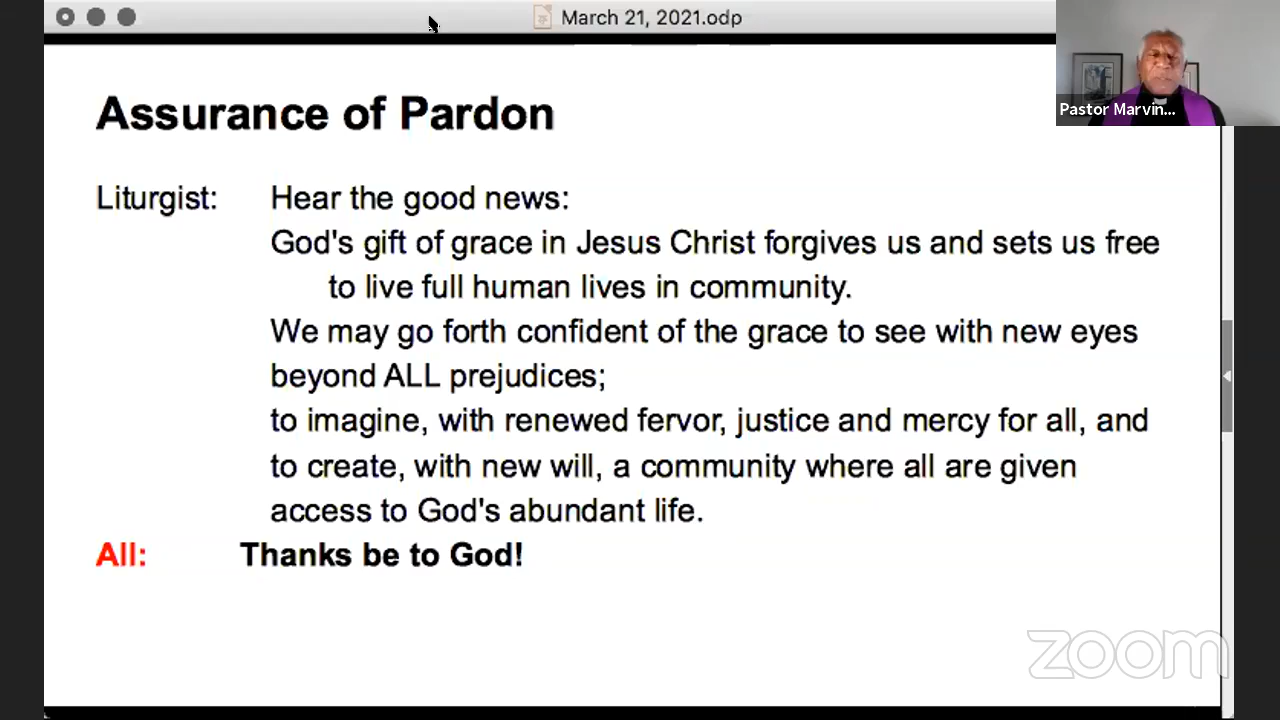 March 21, 2021.odp
Pastor Marvin...
Assurance of Pardon
Liturgist: Hear the good news:
God's gift of grace in Jesus Christ forgives us and sets us free
to live full human lives in community.
We may go forth confident of the grace to see with new eyes
beyond ALL prejudices;
to imagine, with renewed fervor, justice and mercy for all, and
to create, with new will, a community where all are given
access to God's abundant life.
All: Thanks be to God!
zoom